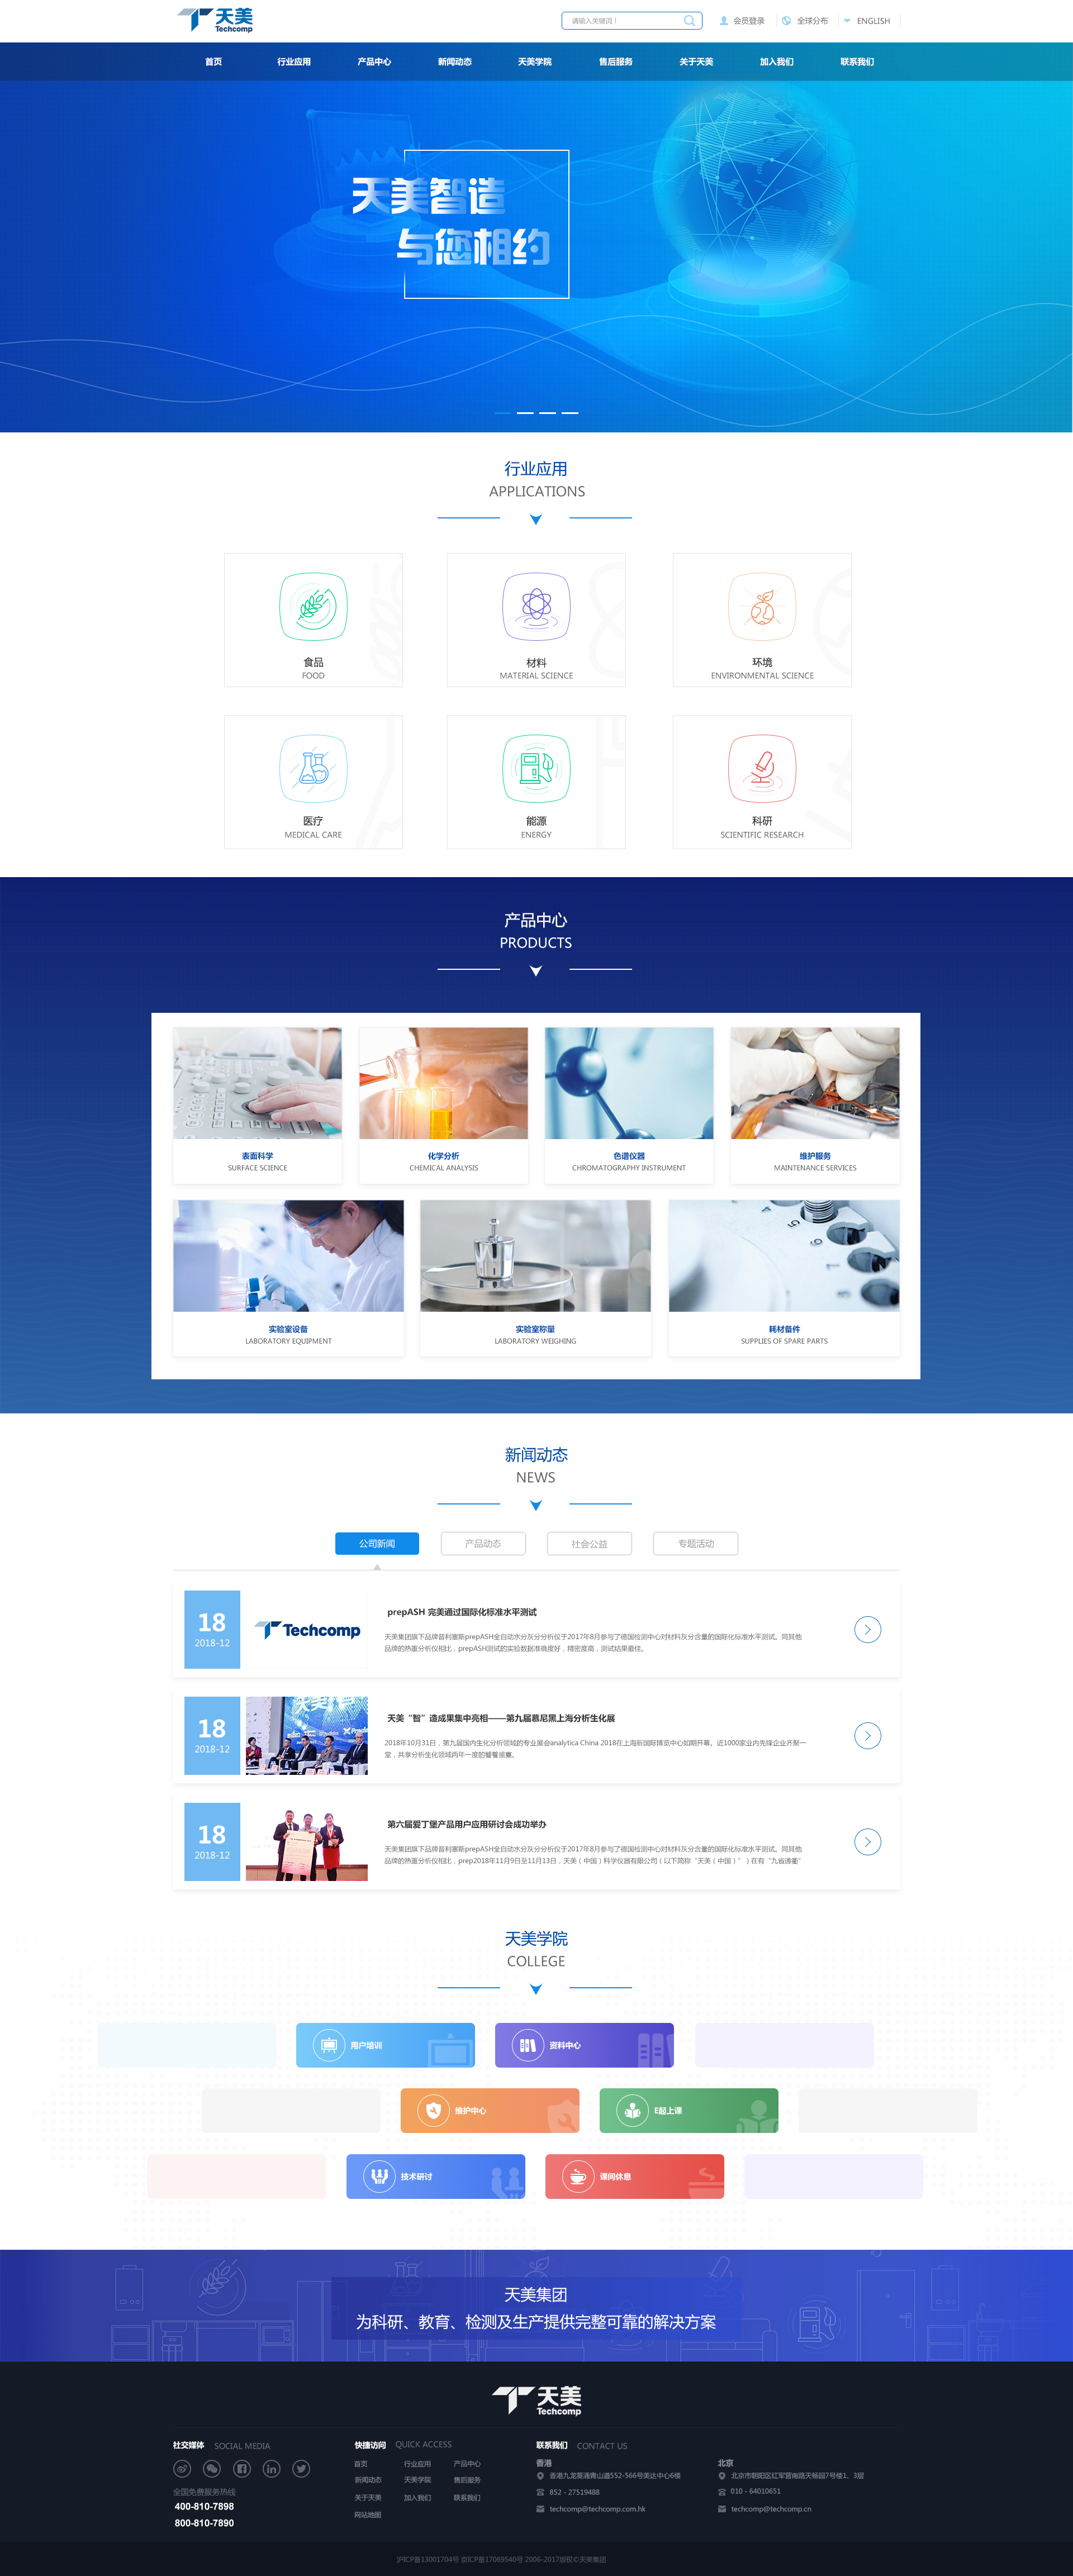 天美
Techcomp
请输入关键词！
会员登录
全球分布
ENGLISH
首页
行业应用
产品中心
新闻动态
天美学院
售后服务
关于天美
加入我们
联系我们
天美智造
与您相约
行业应用
APPLICATIONS
食品
FOOD
材料
MATERIAL SCIENCE
环境
ENVIRONMENTAL SCIENCE
医疗
MEDICAL CARE
能源
ENERGY
科研
SCIENTIFIC RESEARCH
产品中心
PRODUCTS
表面科学
SURFACE SCIENCE
化学分析
CHEMICAL ANALYSIS
色谱仪器
CHROMATOGRAPHY INSTRUMENT
维护服务
MAINTENANCE SERVICES
实验室设备
LABORATORY EQUIPMENT
实验室称量
LABORATORY WEIGHING
耗材备件
SUPPLIES OF SPARE PARTS
新闻动态
NEWS
公司新闻
产品动态
社会公益
专题活动
18
2018-12
Techcomp
prepASH 完美通过国际化标准水平测试
天美集团旗下品牌普利塞斯prepASH全自动水分灰分分析仪于2017年8月参与了德国检测中心对材料灰分含量的国际化标准水平测试。同其他
品牌的热重分析仪相比，prepASH测试的实验数据准确度好，精密度高，测试结果最佳。
18
2018-12
天美“智”造成果集中亮相——第九届慕尼黑上海分析生化展
2018年10月31日，第九届国内生化分析领域的专业展会analytica China 2018在上海新国际博览中心如期开幕。近1000家业内先锋企业齐聚一
堂，共享分析生化领域两年一度的饕餮盛宴。
18
2018-12
第六届爱丁堡产品用户应用研讨会成功举办
天美集团旗下品牌普利塞斯prepASH全自动水分灰分分析仪于2017年8月参与了德国检测中心对材料灰分含量的国际化标准水平测试。同其他
品牌的热重分析仪相比，prep2018年11月9日至11月13日，天美（中国）科学仪器有限公司（以下简称“天美（中国）”）在有“九省通衢”
天美学院
COLLEGE
用户培训
资料中心
维护中心
E起上课
技术研讨
课间休息
天美集团
为科研、教育、检测及生产提供完整可靠的解决方案
天美
Techcomp
社交媒体 SOCIAL MEDIA
全国免费服务热线
400-810-7898
800-810-7890
快捷访问 QUICK ACCESS
首页
行业应用
产品中心
新闻动态
天美学院
售后服务
关于天美
加入我们
联系我们
网站地图
联系我们 CONTACT US
香港
香港九龙葵涌青山道552-566号美达中心6楼
852 - 27519488
techcomp@techcomp.com.hk
北京
北京市朝阳区红军营南路天畅园7号楼1、3层
010 - 64010651
techcomp@techcomp.cn
沪ICP备13001704号 京ICP备17069540号 2006-2017版权©天美集团